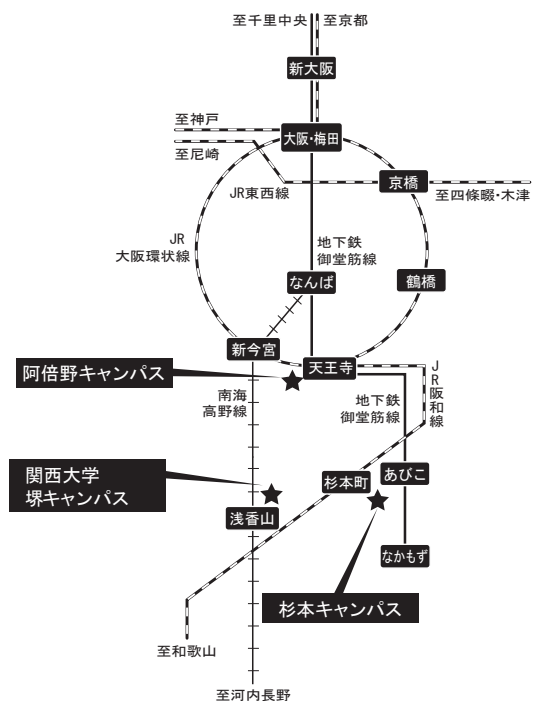 至千里中央
至京都
新大阪
至神戸
大阪・梅田
至尼崎
京橋
JR東西線
至四條畷・木津
JR
大阪環状線
地下鉄
御堂筋線
なんば
鶴橋
新今宮
天王寺
阿倍野キャンパス
南海
高野線
地下鉄
御堂筋線
JR阪和線
関西大学
堺キャンパス
杉本町
あびこ
浅香山
なかもず
杉本キャンパス
至和歌山
至河内長野